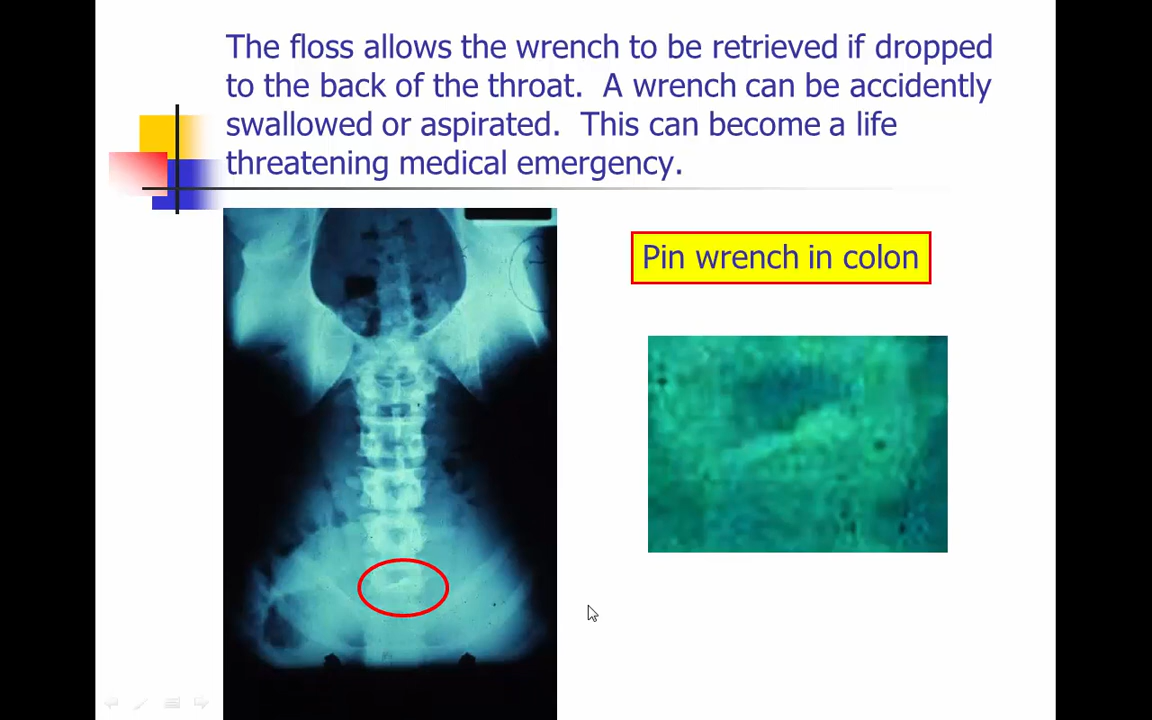 The floss allows the wrench to be retrieved if dropped
to the back of the throat. A wrench can be accidently
swallowed or aspirated. This can become a life
threatening medical emergency.
Pin wrench in colon